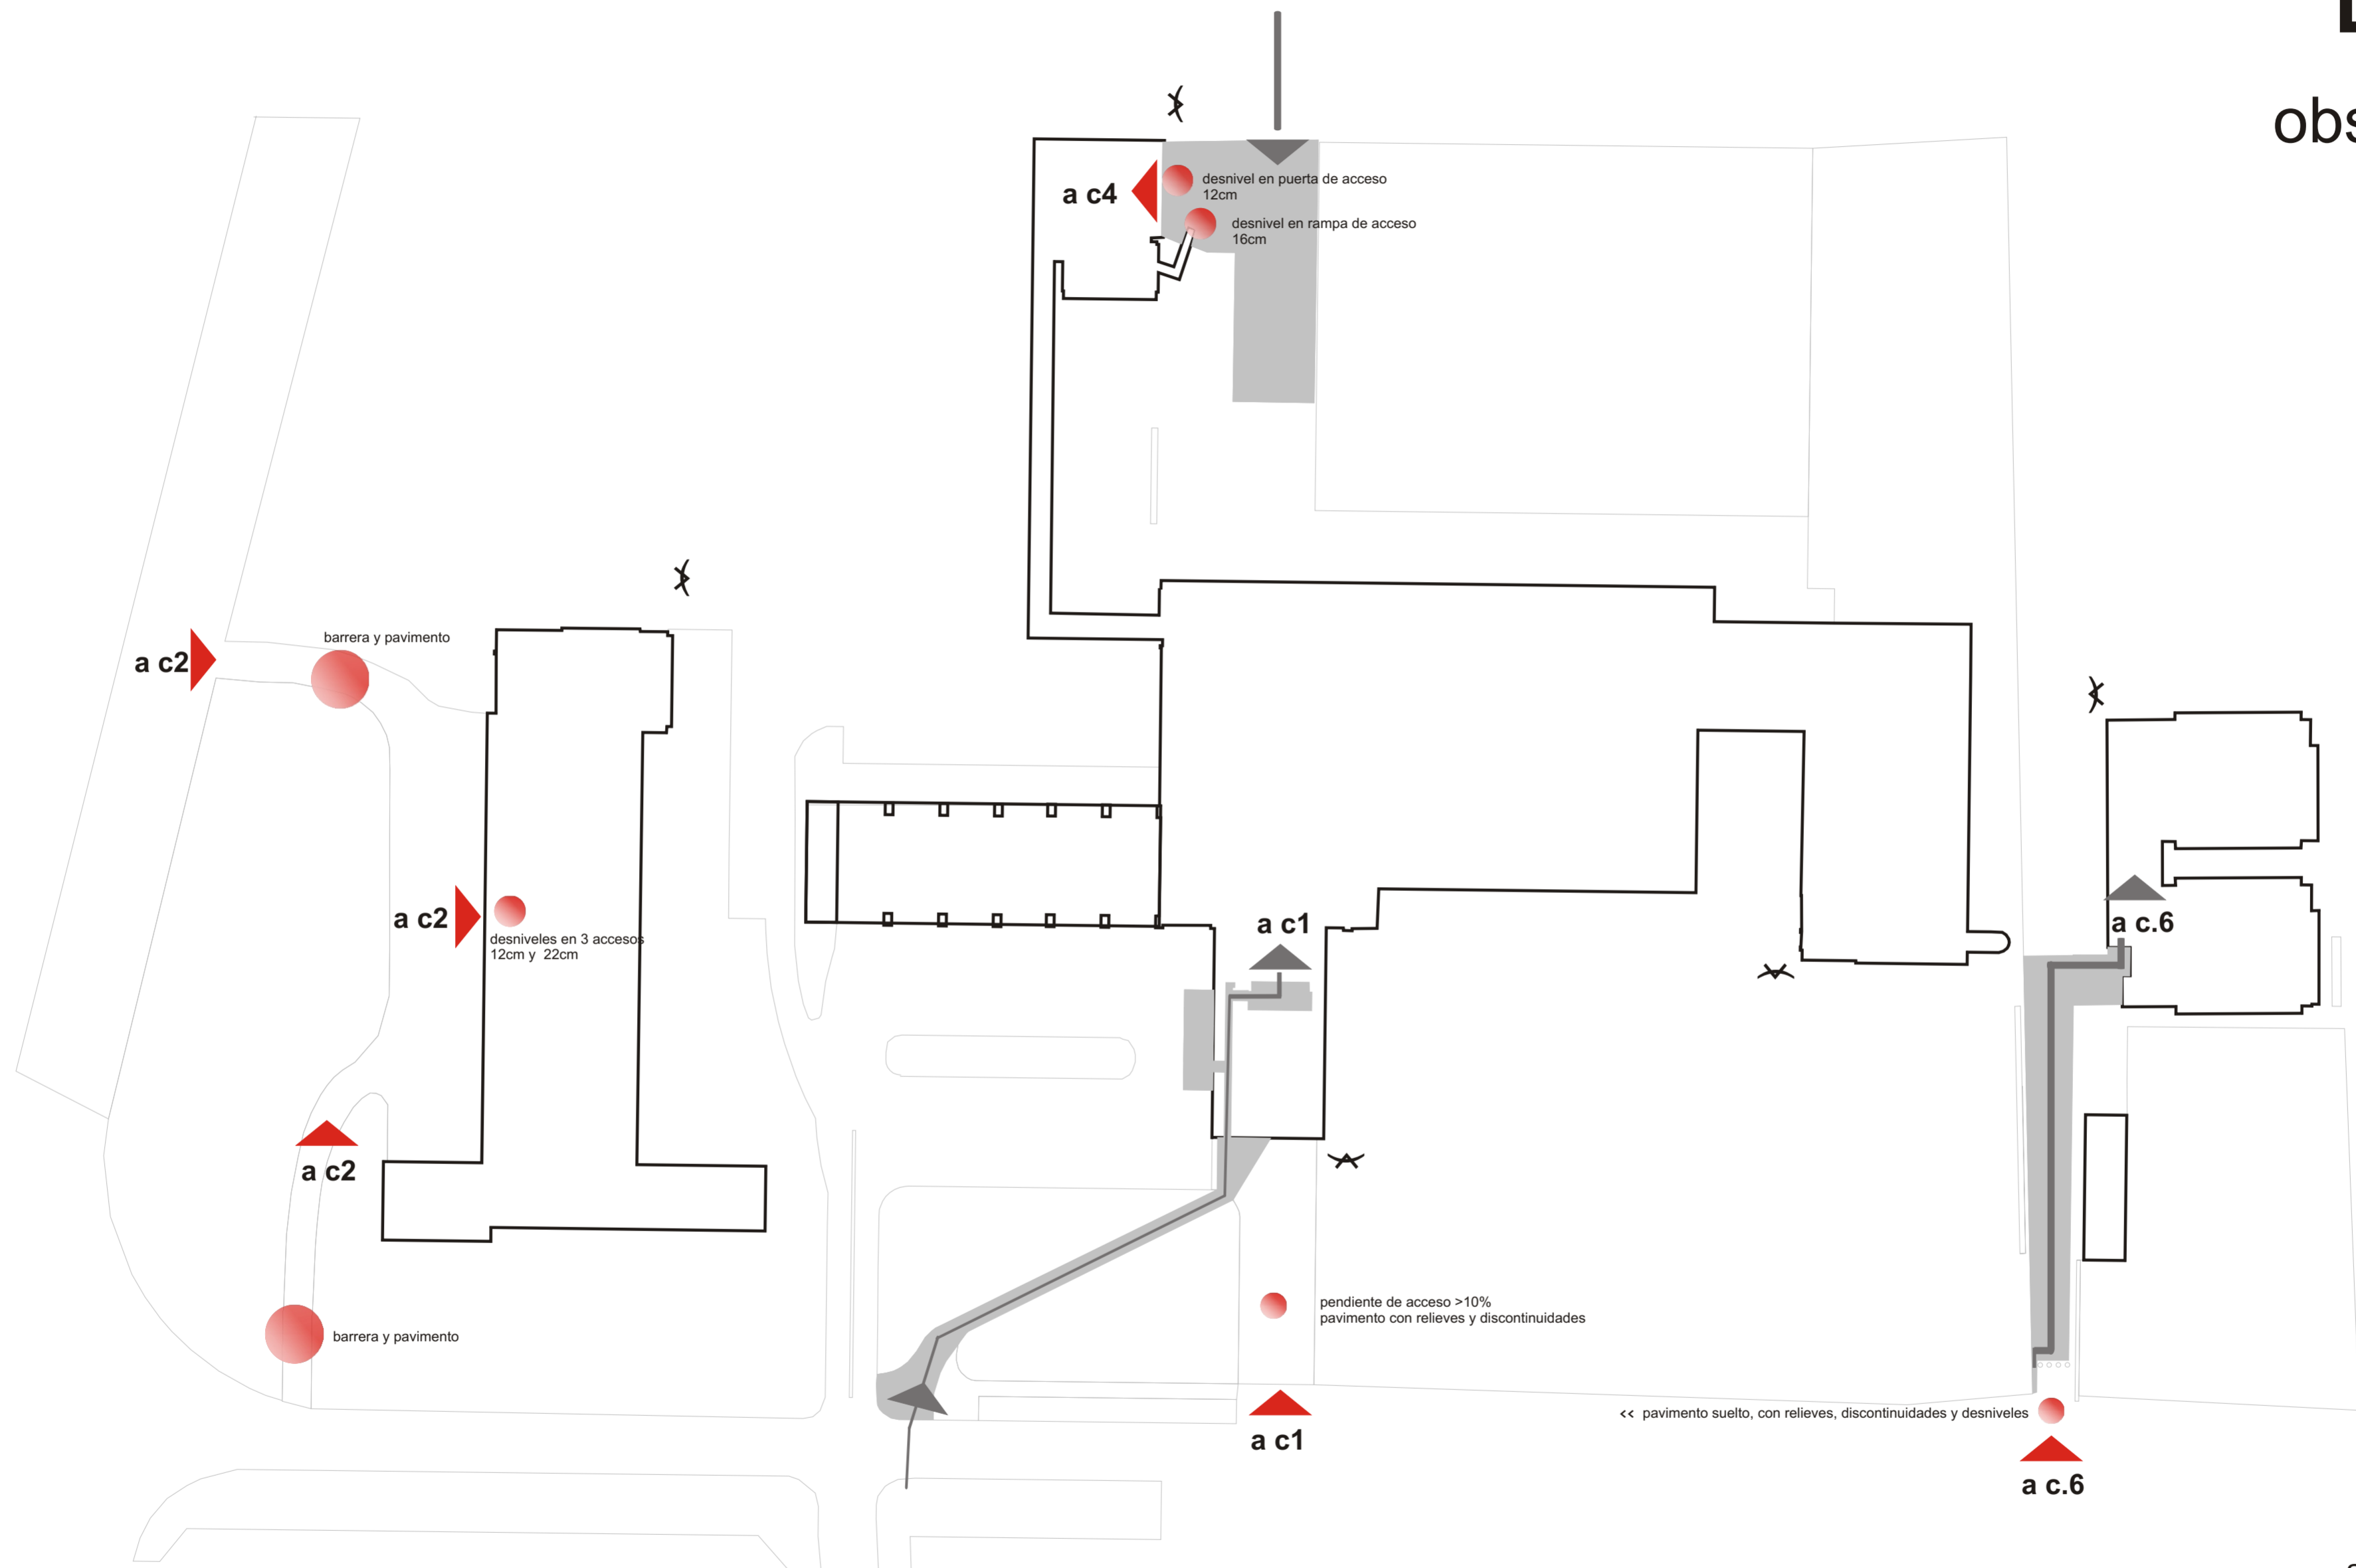 obs
a c4
desnivel en puerta de acceso
12cm
desnivel en rampa de acceso
16cm
barrera y pavimento
a c2
a c2
desniveles en 3 accesos
12cm y 22cm
a c1
a c.6
a c2
barrera y pavimento
pendiente de acceso >10%
pavimento con relieves y discontinuidades
<< pavimento suelto, con relieves, discontinuidades y desniveles
a c1
a c.6